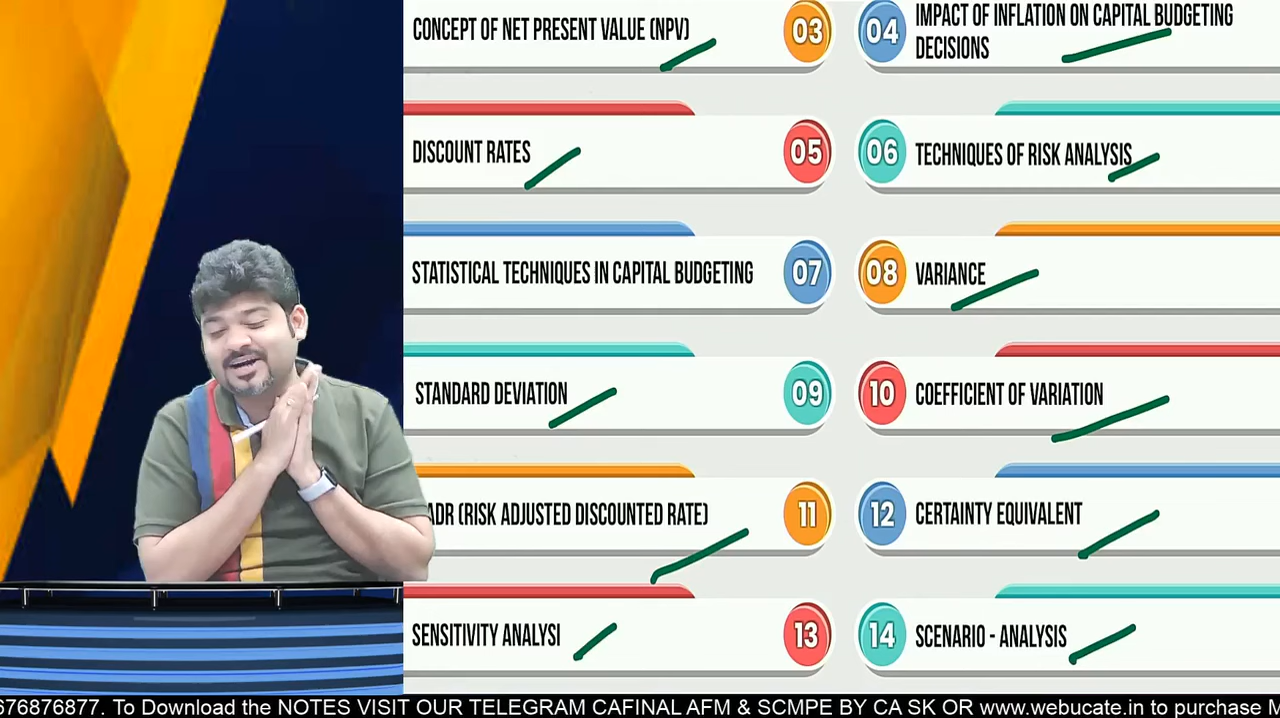 CONCEPT OF NET PRESENT VALUE (NPV)
03
04
IMPACT OF INFLATION ON CAPITAL BUDGETING
DECISIONS
DISCOUNT RATES
05
06
TECHNIQUES OF RISK ANALYSIS
STATISTICAL TECHNIQUES IN CAPITAL BUDGETING
07
08
VARIANCE
STANDARD DEVIATION
09
10
COEFFICIENT OF VARIATION
ADR (RISK ADJUSTED DISCOUNTED RATE)
11
12
CERTAINTY EQUIVALENT
SENSITIVITY ANALYSI
13
14
SCENARIO - ANALYSIS
676876877. To Download the NOTES VISIT OUR TELEGRAM CAFINAL AFM & SCMPE BY CA SK OR www.webucate.in to purchase M